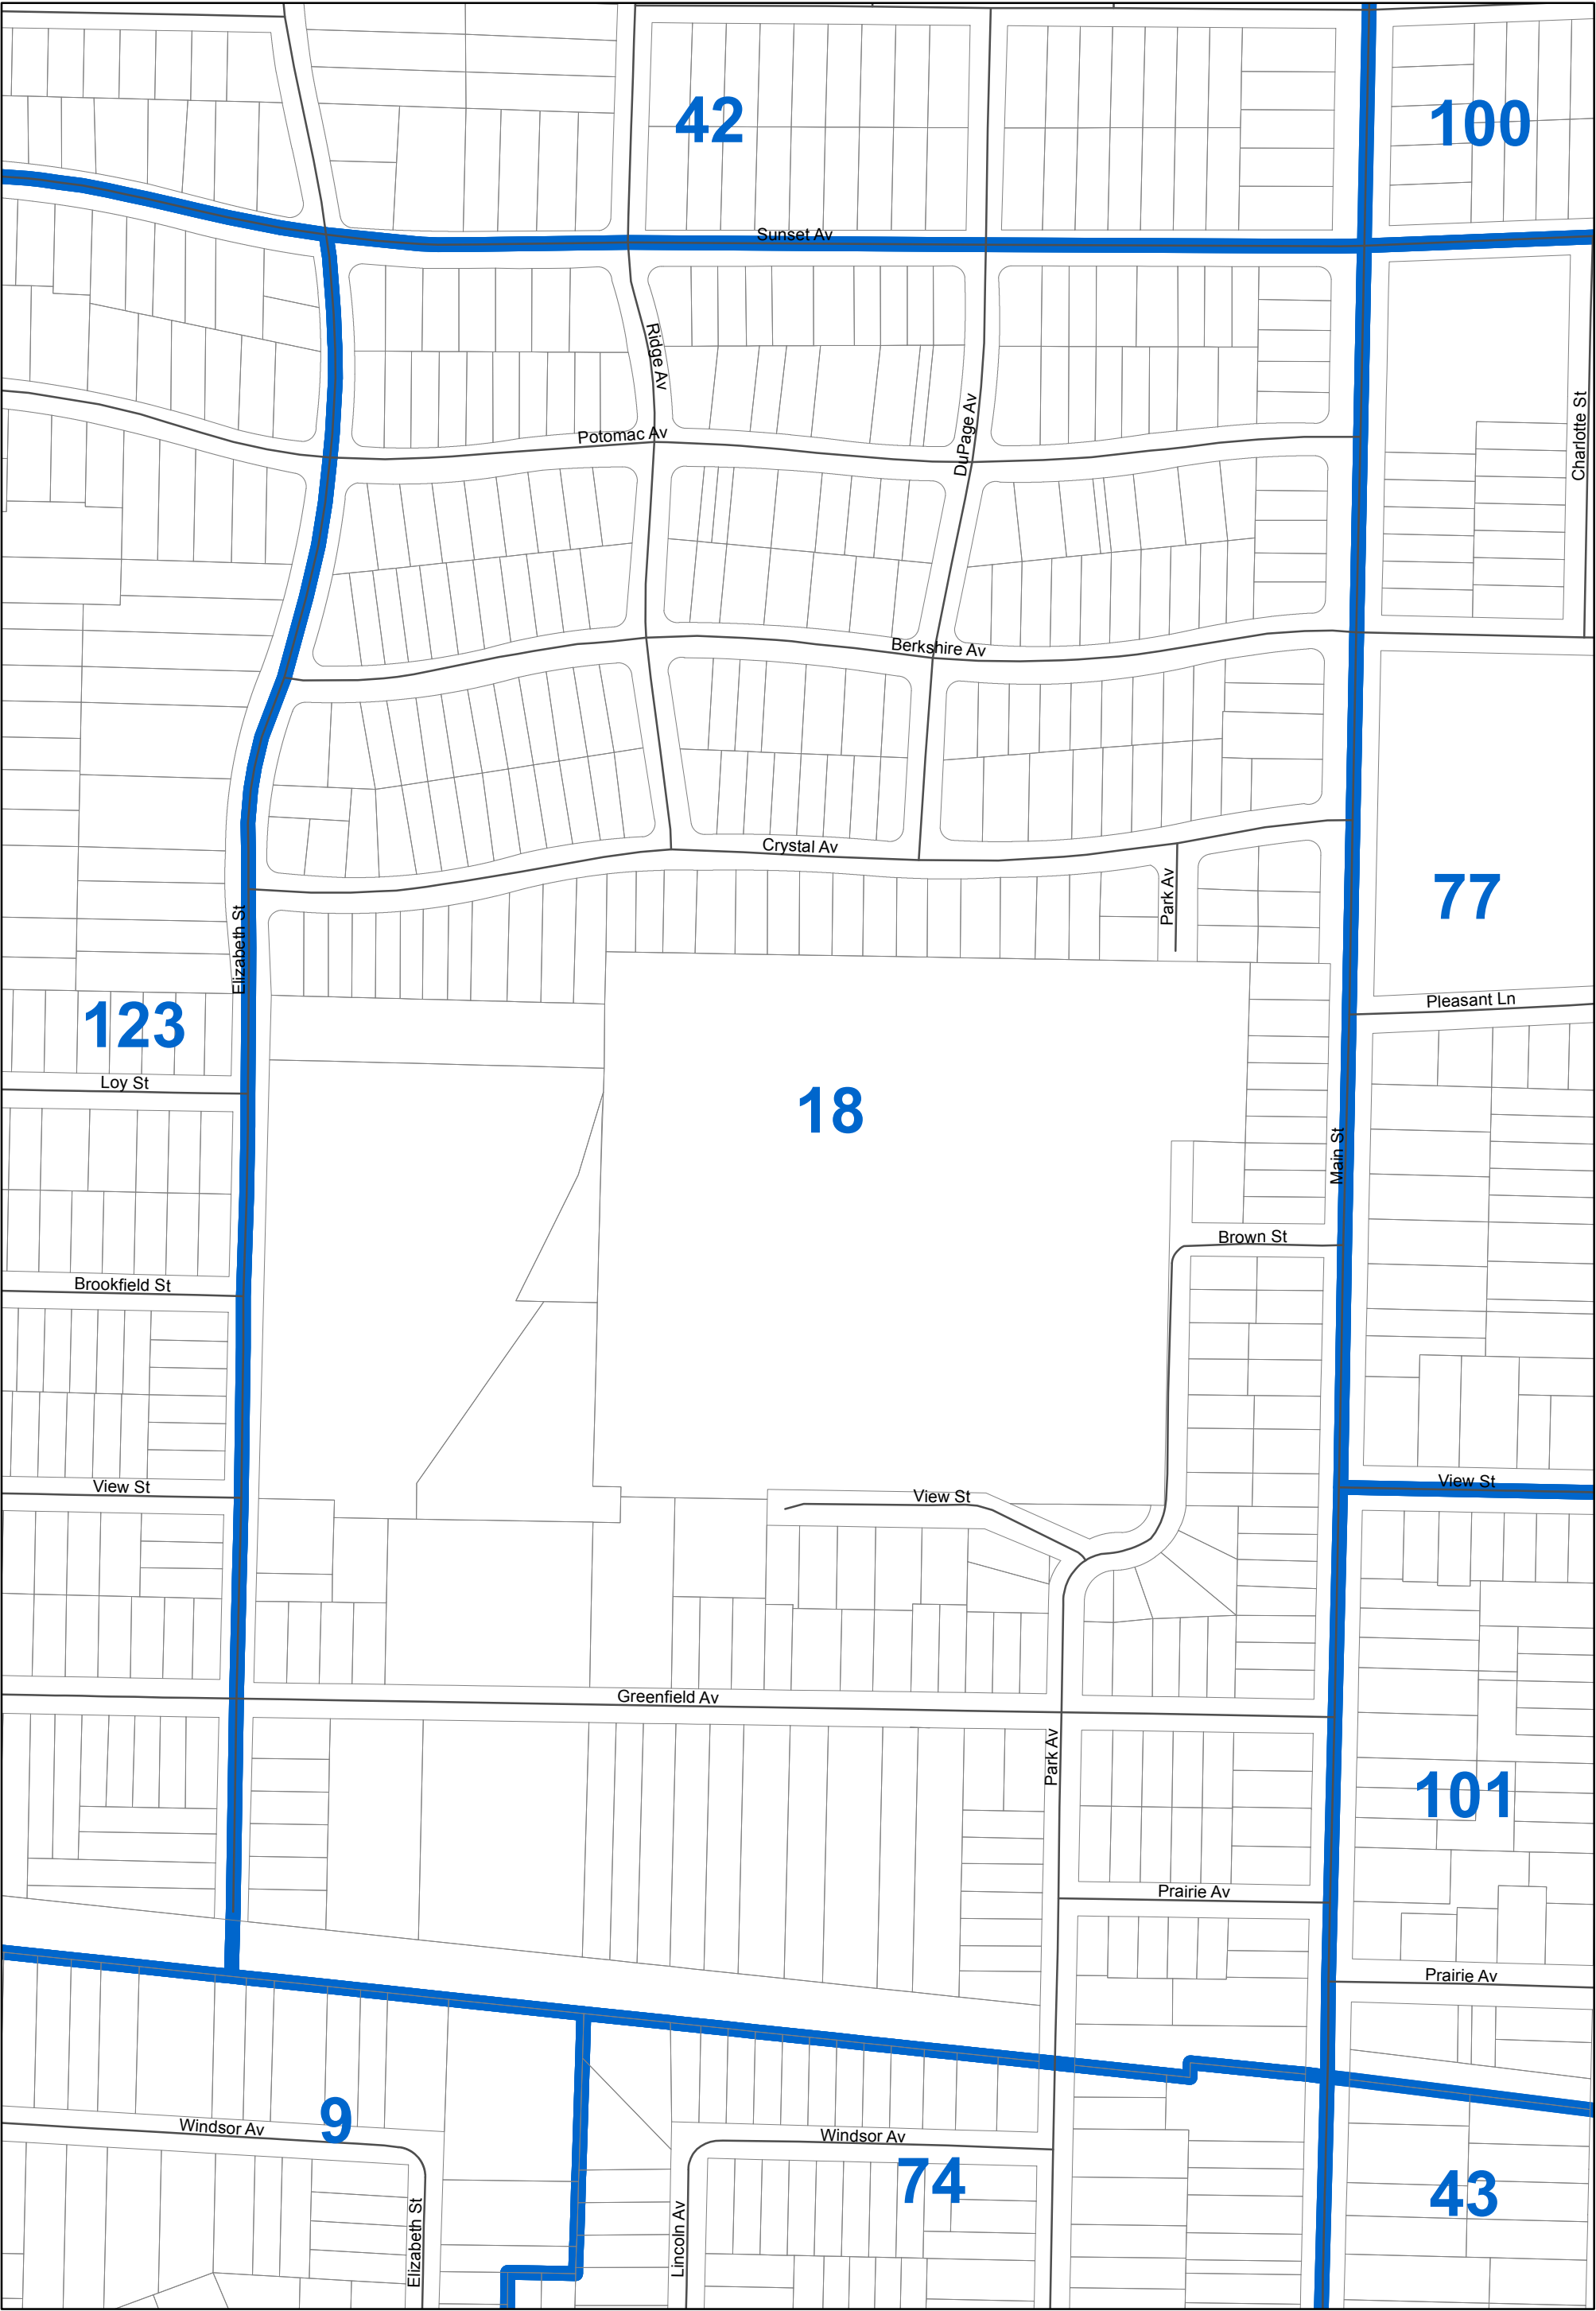 42
100
Sunset Av
Ridge Av
DuPage Av
Charlotte St
Potomac Av
Berkshire Av
Crystal Av
Park Av
77
Elizabeth St
Pleasant Ln
123
Loy St
18
Main St
Brown St
Brookfield St
View St
View St
View St
Greenfield Av
Park Av
101
Prairie Av
Prairie Av
9
Windsor Av
Windsor Av
74
43
Elizabeth St
Lincoln Av